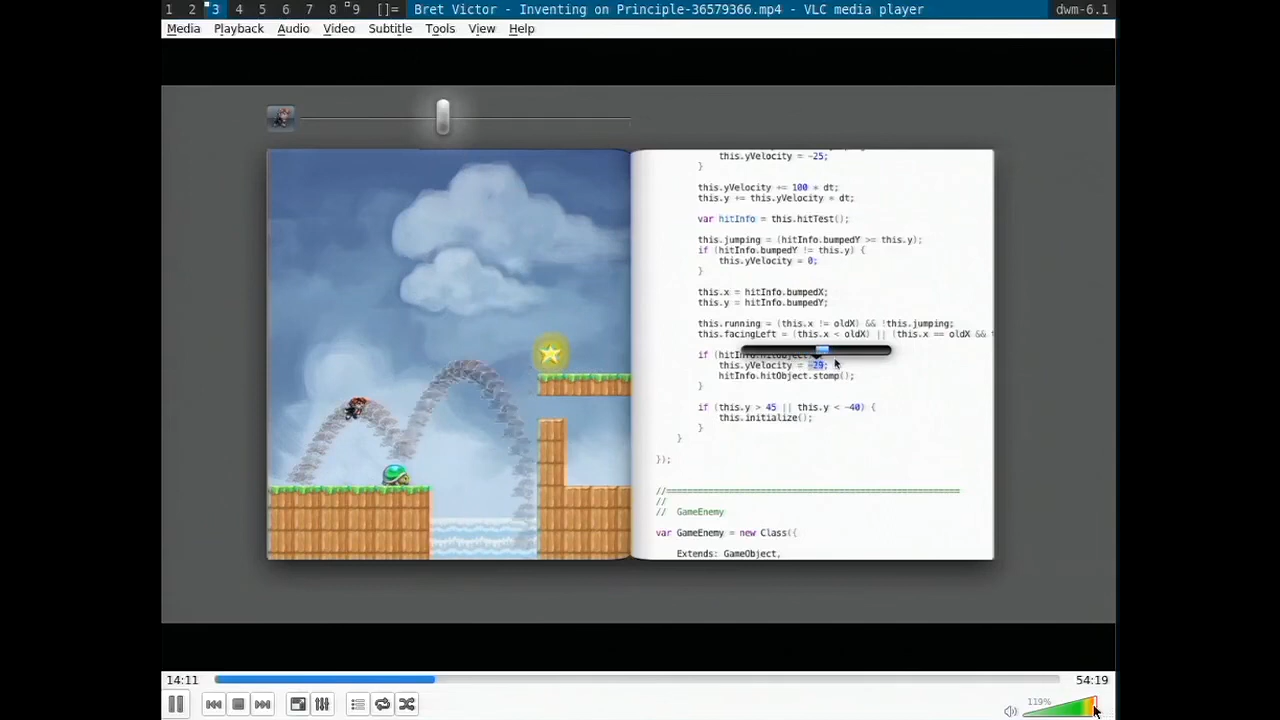 1 2 3 4 5 6 7 8 9 []= Bret Victor - Inventing on Principle-36579366.mp4 - VLC media player dwm-6.1
Media Playback Audio Video Subtitle Tools View Help
this.yVelocity = -25;
}
this.yVelocity += 100 * dt;
this.y += this.yVelocity * dt;
var hitInfo = this.hitTest();
this.jumping = (hitInfo.bumpedY >= this.y);
if (hitInfo.bumpedY != this.y) {
this.yVelocity = 0;
}
this.x = hitInfo.bumpedX;
this.y = hitInfo.bumpedY;
this.running = (this.x != oldX) && !this.jumping;
this.facingLeft = (this.x < oldX) || (this.x == oldX &&
if (hitInfo.hitObject
this.yVelocity = -29;
hitInfo.hitObject.stomp();
}
if (this.y > 45 || this.y < -40) {
this.initialize();
}
}
});
//=======================================================
//
// GameEnemy
var GameEnemy = new Class({
Extends: GameObject,
14:11 54:19
119%